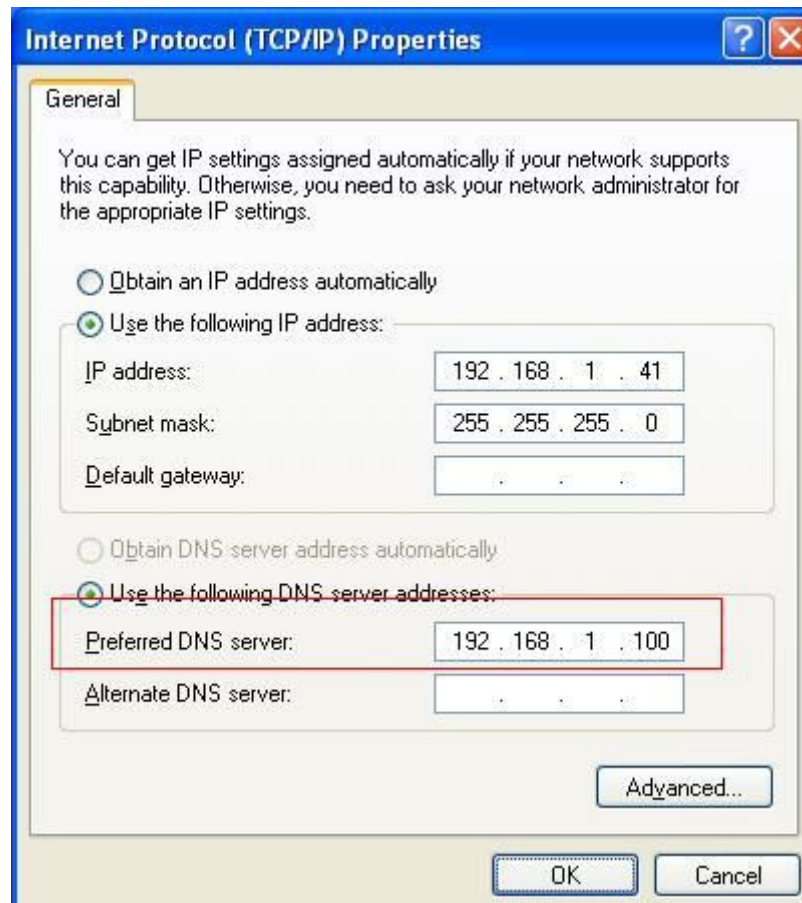 Internet Protocol (TCP/IP) Properties
General
You can get IP settings assigned automatically if your network supports
this capability. Otherwise, you need to ask your network administrator for
the appropriate IP settings.
Obtain an IP address automatically
Use the following IP address:
IP address: 192 . 168 . 1 . 41
Subnet mask: 255 . 255 . 255 . 0
Default gateway: . . .
Obtain DNS server address automatically
Use the following DNS server addresses:
Preferred DNS server: 192 . 168 . 1 . 100
Alternate DNS server: . . .
Advanced...
OK Cancel